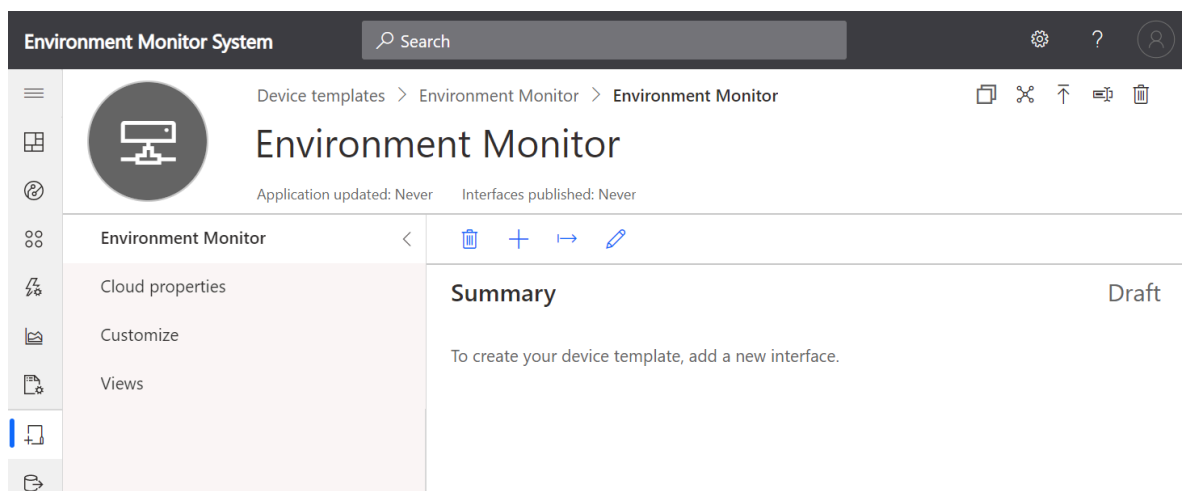 Environment Monitor System
Search
?
Device templates > Environment Monitor > Environment Monitor
Environment Monitor
Application updated: Never Interfaces published: Never
Environment Monitor
Cloud properties
Customize
Views
Summary
Draft
To create your device template, add a new interface.